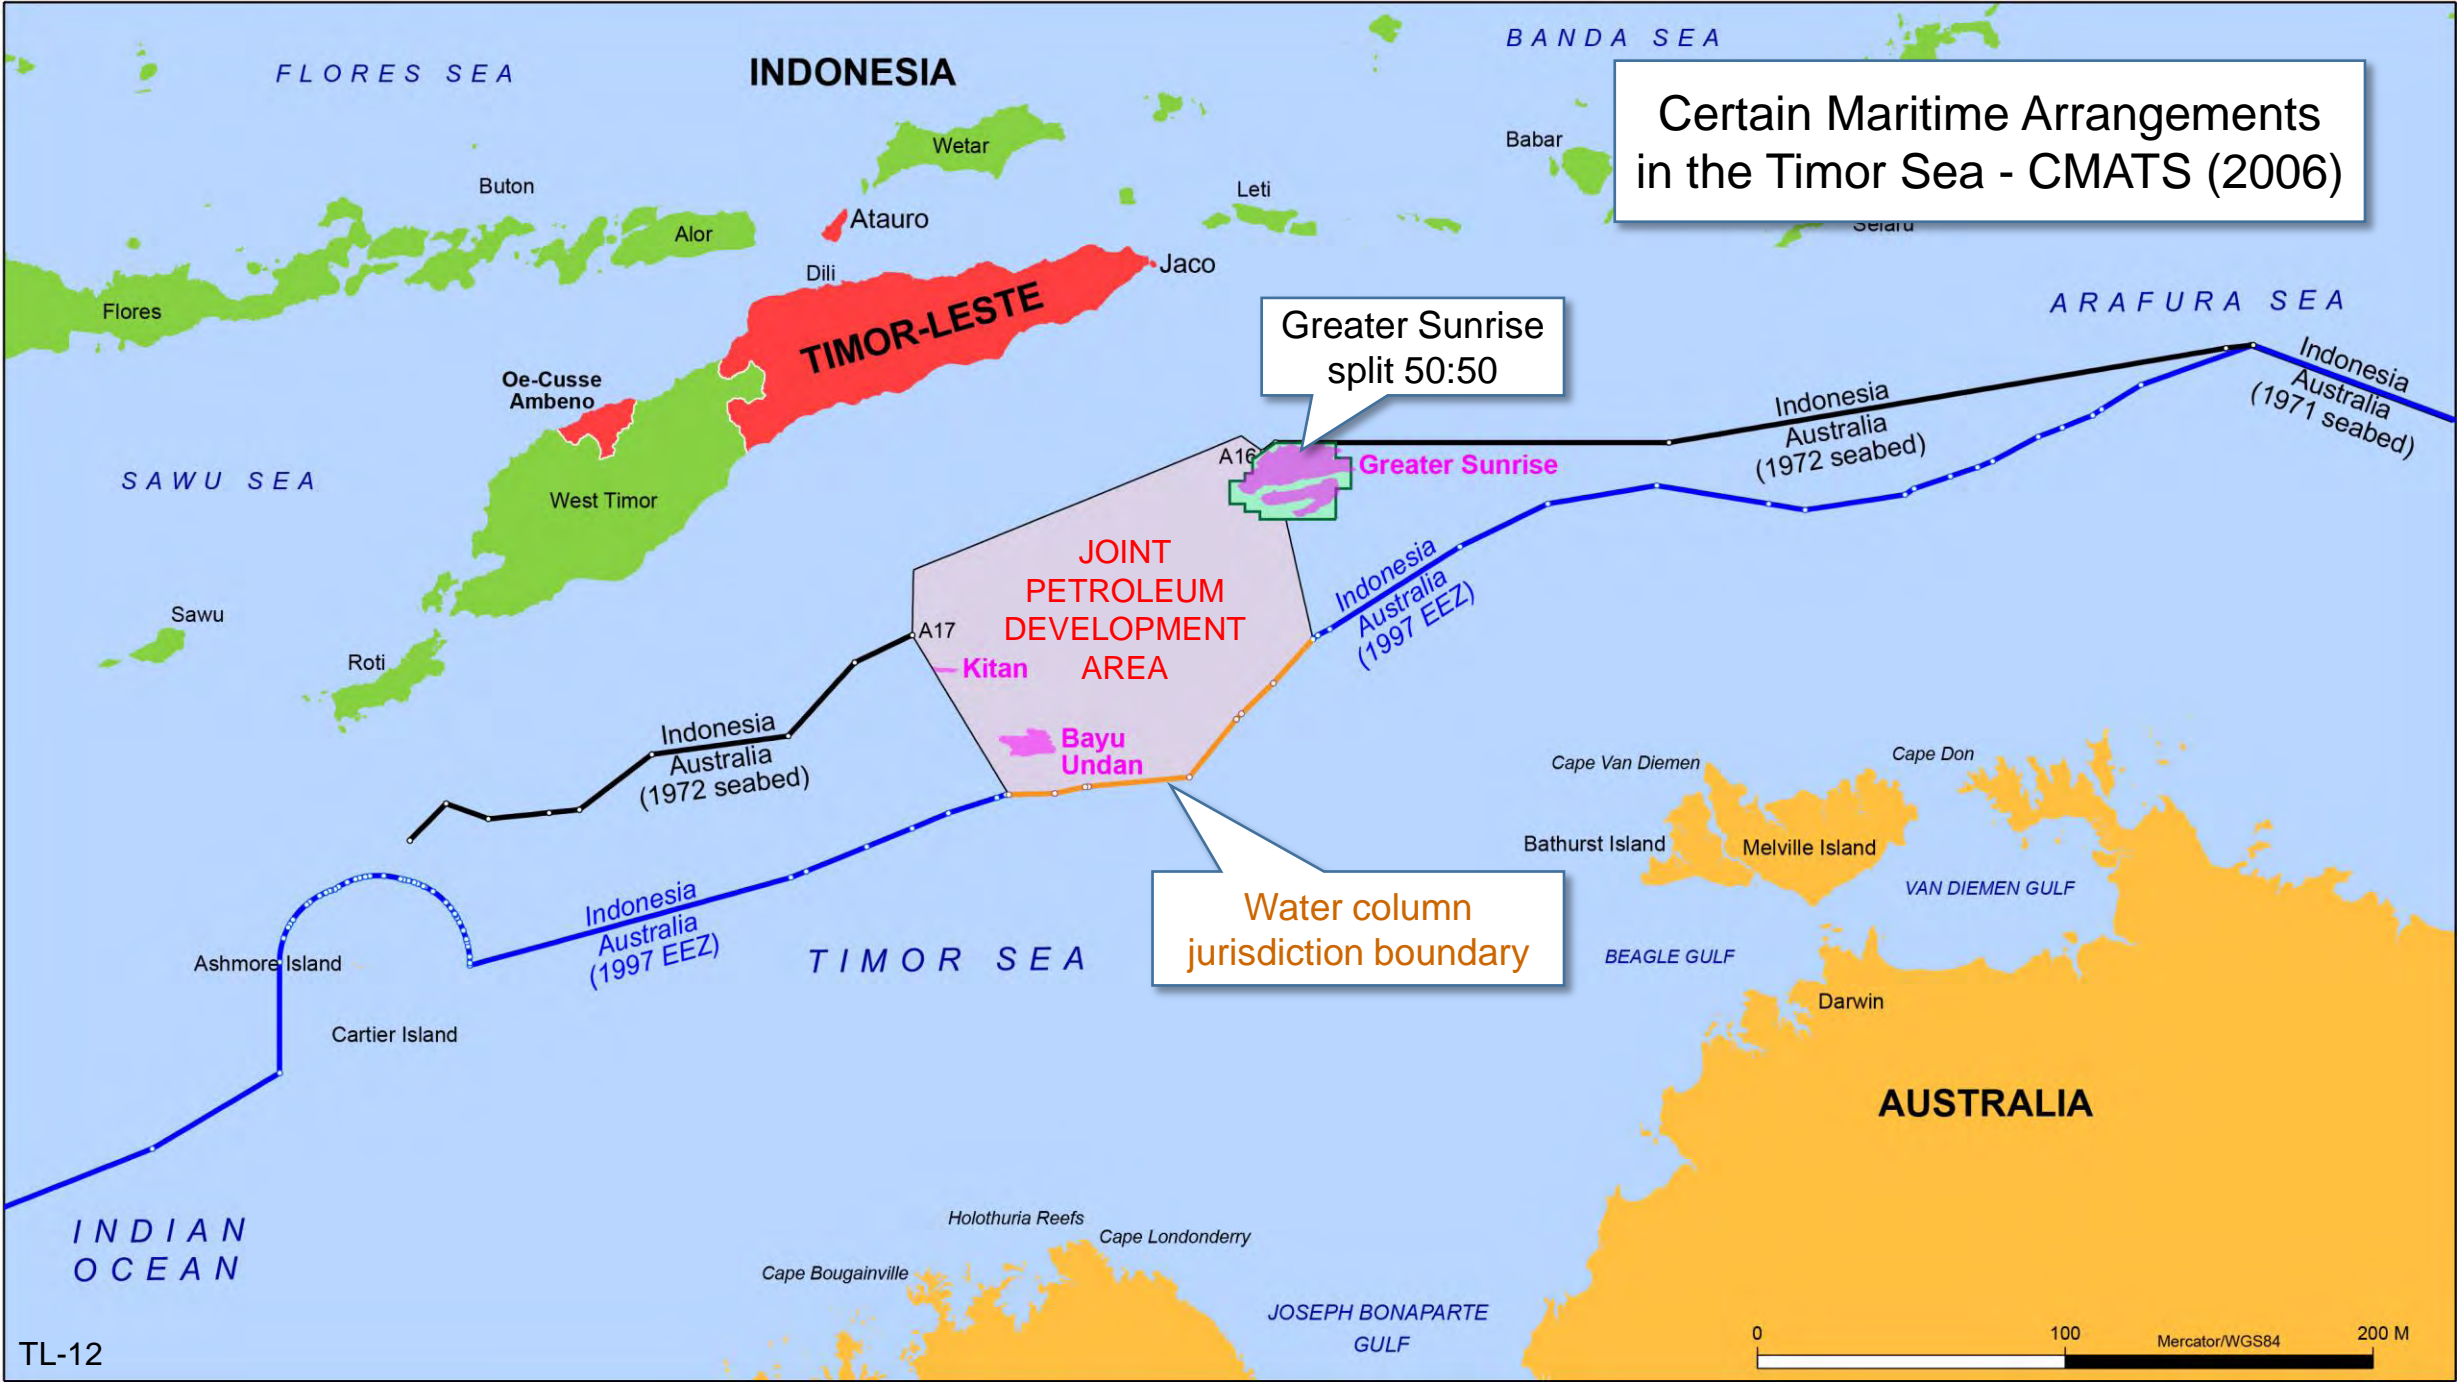 FLORES SEA
INDONESIA
BANDA SEA
Certain Maritime Arrangements
in the Timor Sea - CMATS (2006)
Wetar
Babar
Buton
Leti
Atauro
Alor
Selaru
Dili
Jaco
Flores
TIMOR-LESTE
ARAFURA SEA
Greater Sunrise
split 50:50
Oe-Cusse
Ambeno
Indonesia
Australia
(1971 seabed)
Indonesia
Australia
(1972 seabed)
A16
Greater Sunrise
SAWU SEA
West Timor
JOINT
PETROLEUM
DEVELOPMENT
AREA
Indonesia
Australia
(1997 EEZ)
Sawu
A17
Roti
Kitan
Indonesia
Australia
(1972 seabed)
Bayu
Undan
Cape Van Diemen
Cape Don
Bathurst Island
Melville Island
VAN DIEMEN GULF
Indonesia
Australia
(1997 EEZ)
Water column
jurisdiction boundary
TIMOR SEA
BEAGLE GULF
Ashmore Island
Darwin
Cartier Island
AUSTRALIA
INDIAN
OCEAN
Holothuria Reefs
Cape Londonderry
Cape Bougainville
JOSEPH BONAPARTE
GULF
0
100
Mercator/WGS84
200 M
TL-12